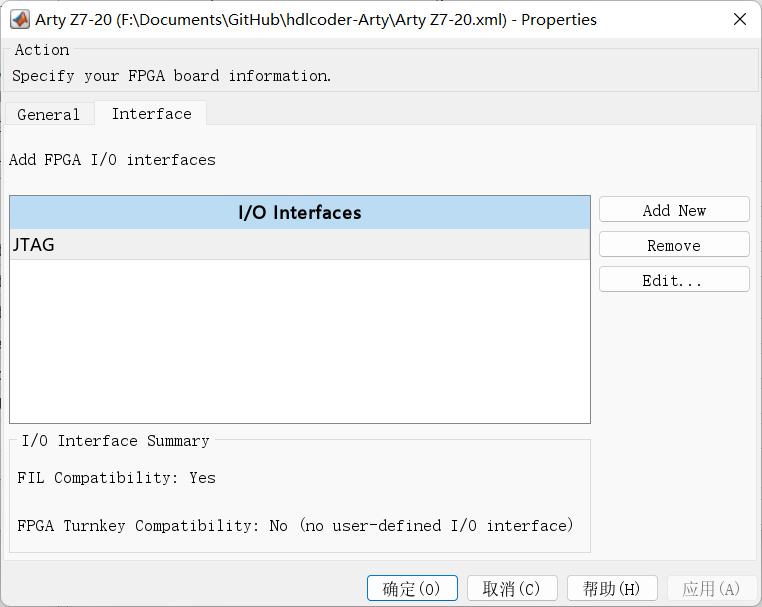 Arty Z7-20 (F:\Documents\GitHub\hdlcoder-Arty\Arty Z7-20.xml) - Properties
Action
Specify your FPGA board information.
General
Interface
Add FPGA I/O interfaces
I/O Interfaces
JTAG
Add New
Remove
Edit...
I/O Interface Summary
FIL Compatibility: Yes
FPGA Turnkey Compatibility: No (no user-defined I/O interface)
确定(O)
取消(C)
帮助(H)
应用(A)